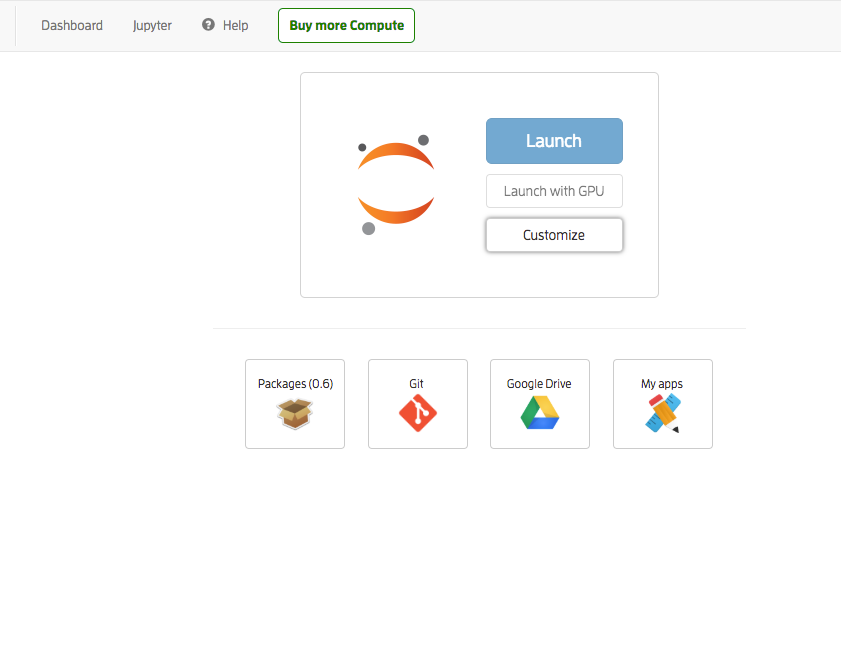 Dashboard
Jupyter
Help
Buy more Compute
Launch
Launch with GPU
Customize
Packages (0.6)
Git
Google Drive
My apps